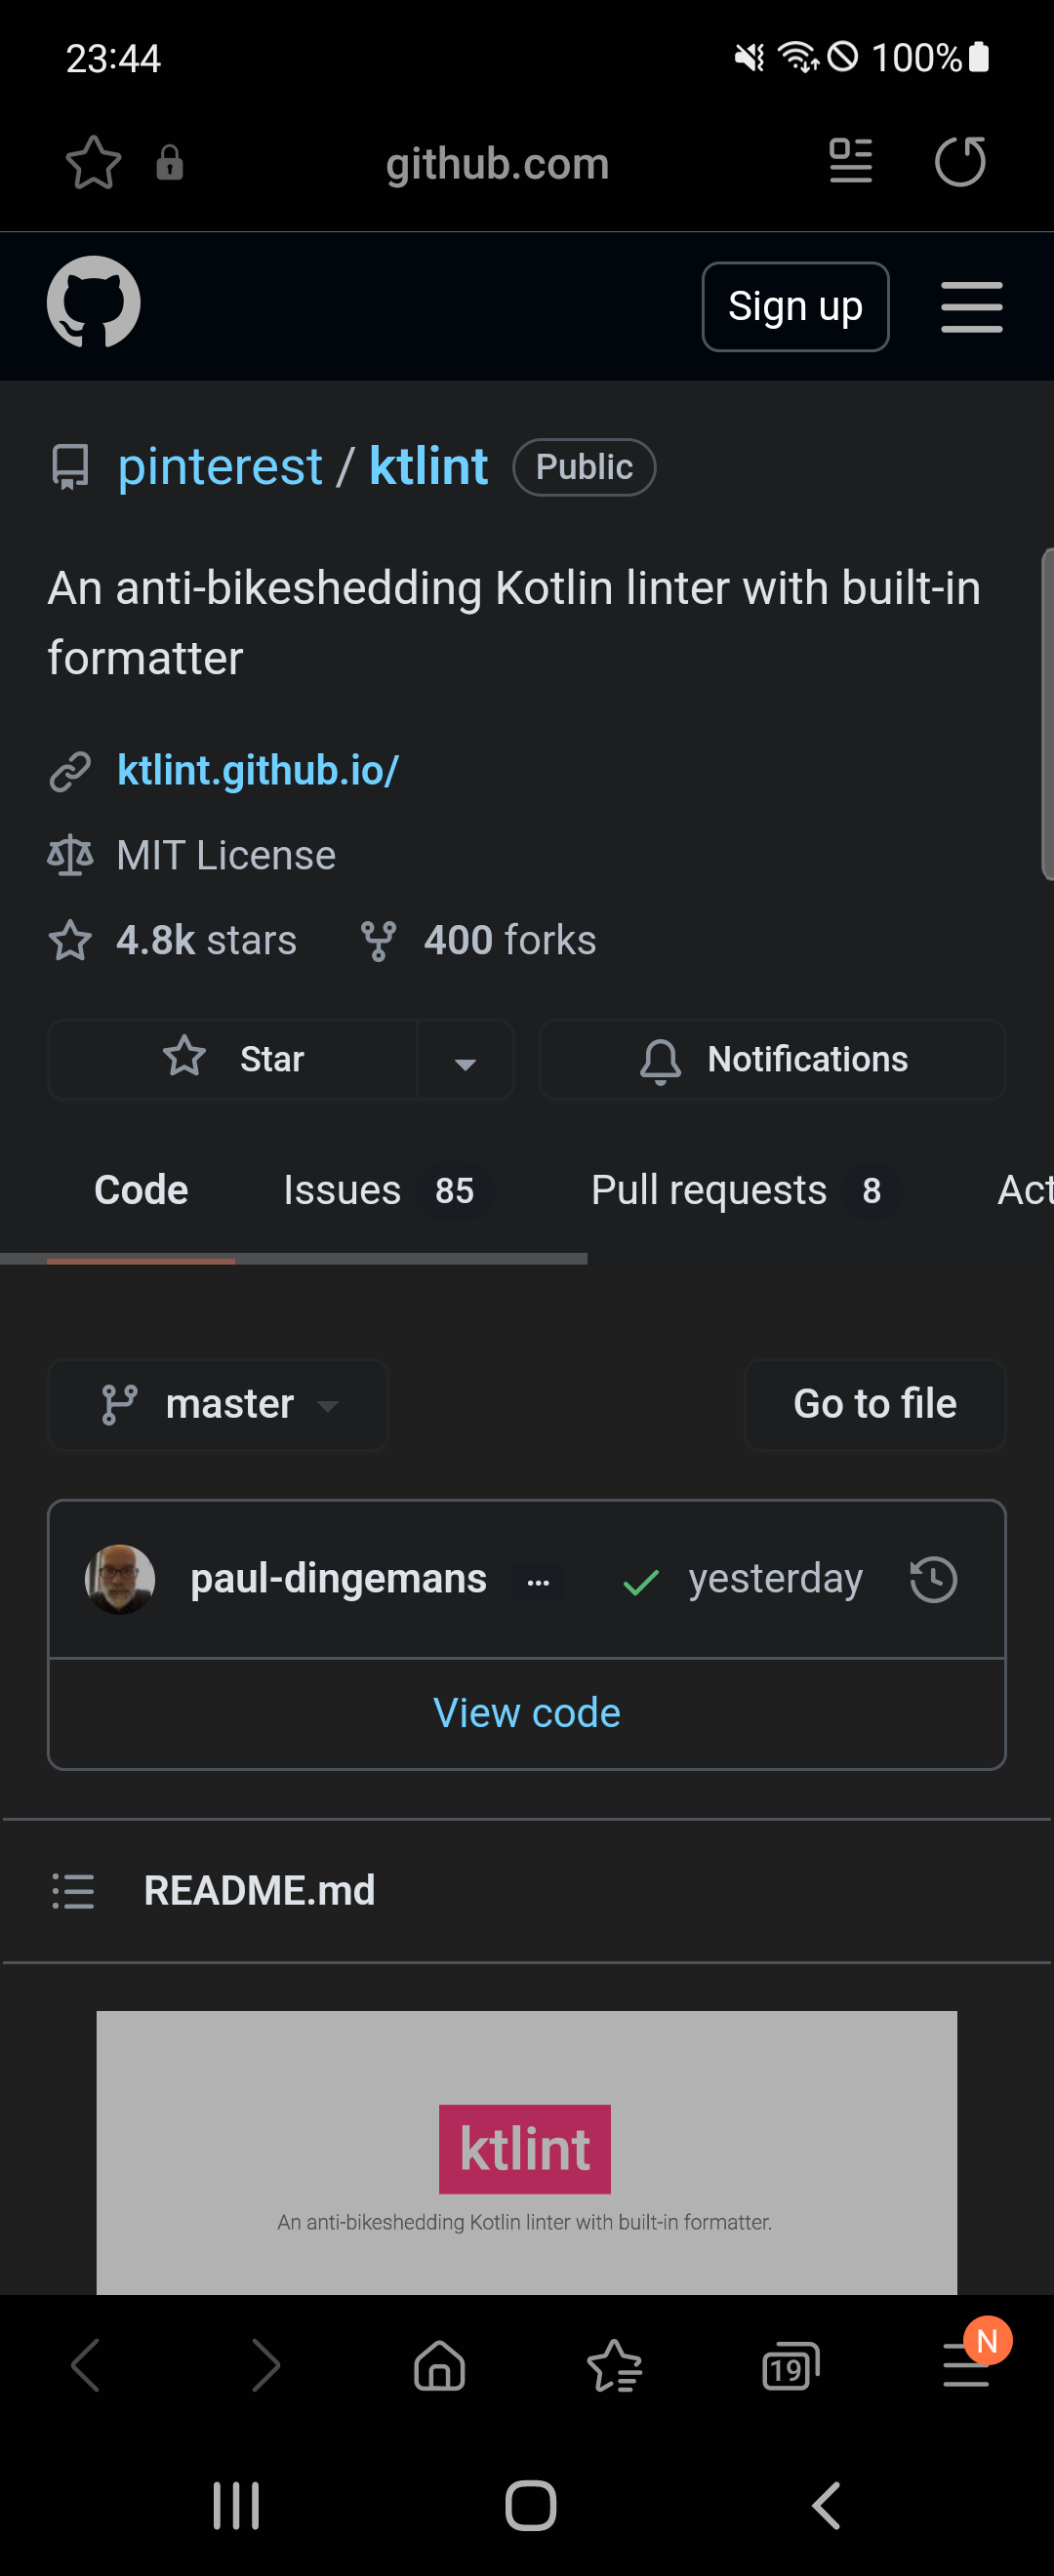 23:44 100%
github.com
Sign up
pinterest / ktlint Public
An anti-bikeshedding Kotlin linter with built-in
formatter
ktlint.github.io/
MIT License
4.8k stars 400 forks
Star Notifications
Code Issues 85 Pull requests 8 Act
master Go to file
paul-dingemans ... yesterday
View code
README.md
ktlint
An anti-bikeshedding Kotlin linter with built-in formatter.
19 N